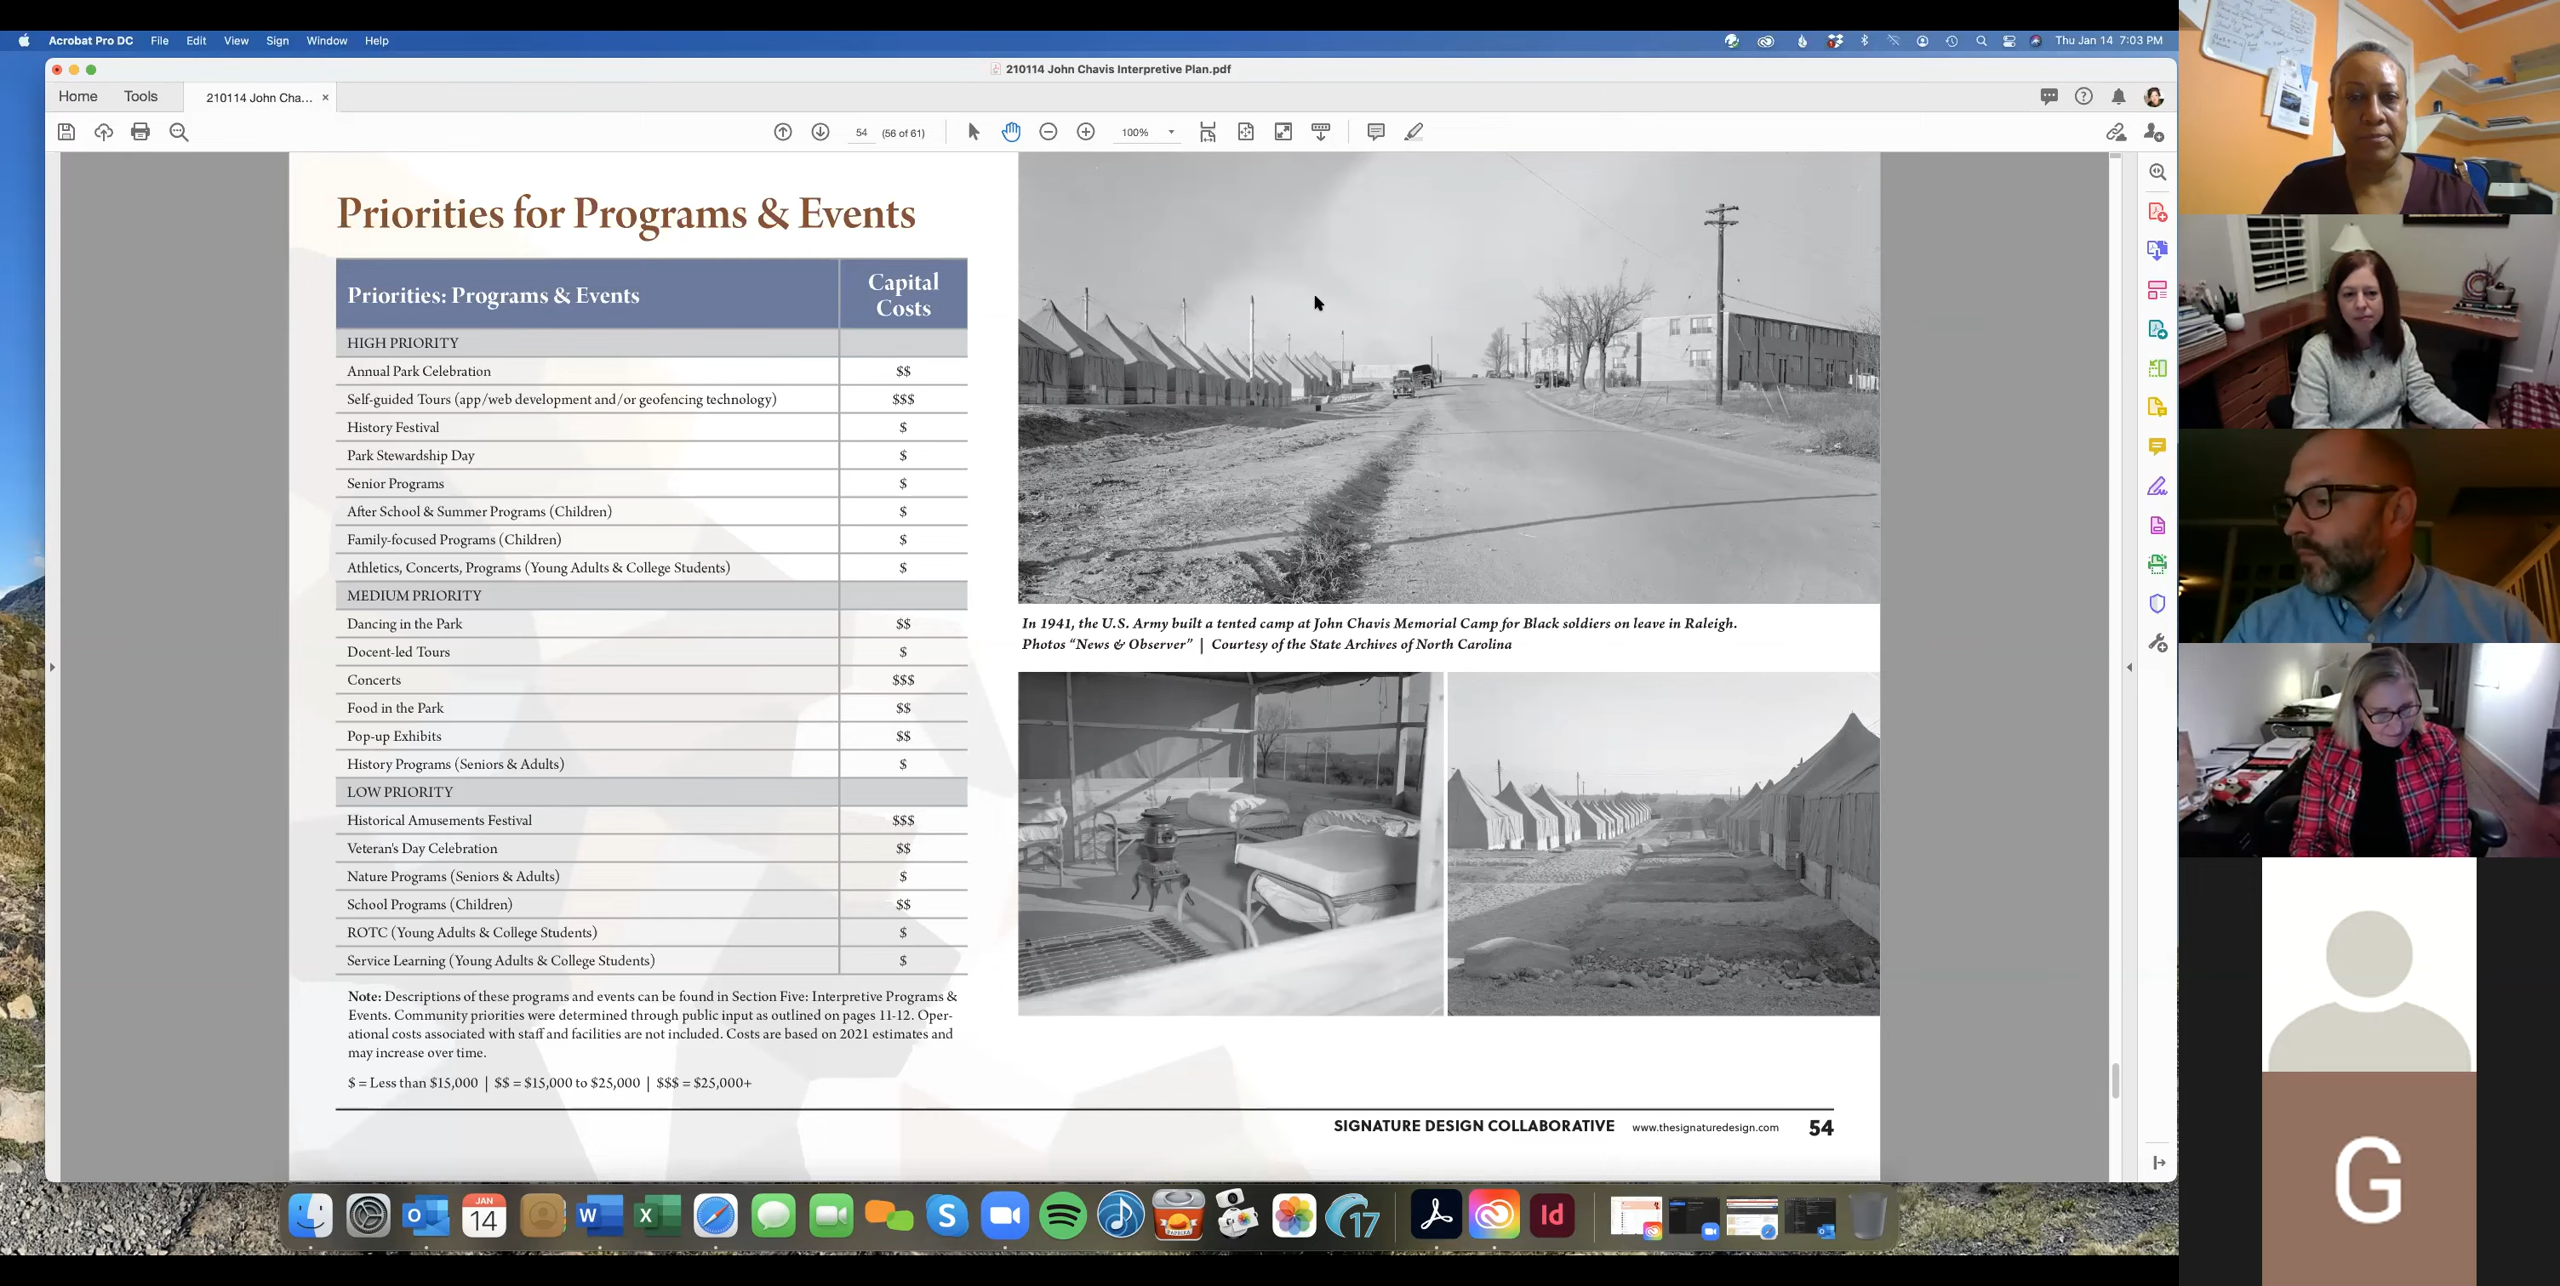 Acrobat Pro DC File Edit View Sign Window Help
Thu Jan 14 7:03 PM
210114 John Chavis Interpretive Plan.pdf
Home Tools 210114 John Cha... ×
54 (56 of 61) 100%
Priorities for Programs & Events
Priorities: Programs & Events Capital Costs
HIGH PRIORITY
Annual Park Celebration $$
Self-guided Tours (app/web development and/or geofencing technology) $$$
History Festival $
Park Stewardship Day $
Senior Programs $
After School & Summer Programs (Children) $
Family-focused Programs (Children) $
Athletics, Concerts, Programs (Young Adults & College Students) $
MEDIUM PRIORITY
Dancing in the Park $$
Docent-led Tours $
Concerts $$$
Food in the Park $$
Pop-up Exhibits $$
History Programs (Seniors & Adults) $
LOW PRIORITY
Historical Amusements Festival $$$
Veteran's Day Celebration $$
Nature Programs (Seniors & Adults) $
School Programs (Children) $$
ROTC (Young Adults & College Students) $
Service Learning (Young Adults & College Students) $
Note: Descriptions of these programs and events can be found in Section Five: Interpretive Programs &
Events. Community priorities were determined through public input as outlined on pages 11-12. Oper-
ational costs associated with staff and facilities are not included. Costs are based on 2021 estimates and
may increase over time.
$ = Less than $15,000 | $$ = $15,000 to $25,000 | $$$ = $25,000+
In 1941, the U.S. Army built a tented camp at John Chavis Memorial Camp for Black soldiers on leave in Raleigh.
Photos “News & Observer” | Courtesy of the State Archives of North Carolina
SIGNATURE DESIGN COLLABORATIVE www.thesignaturedesign.com 54
JAN
14
O
W
X
S
17
Id
G